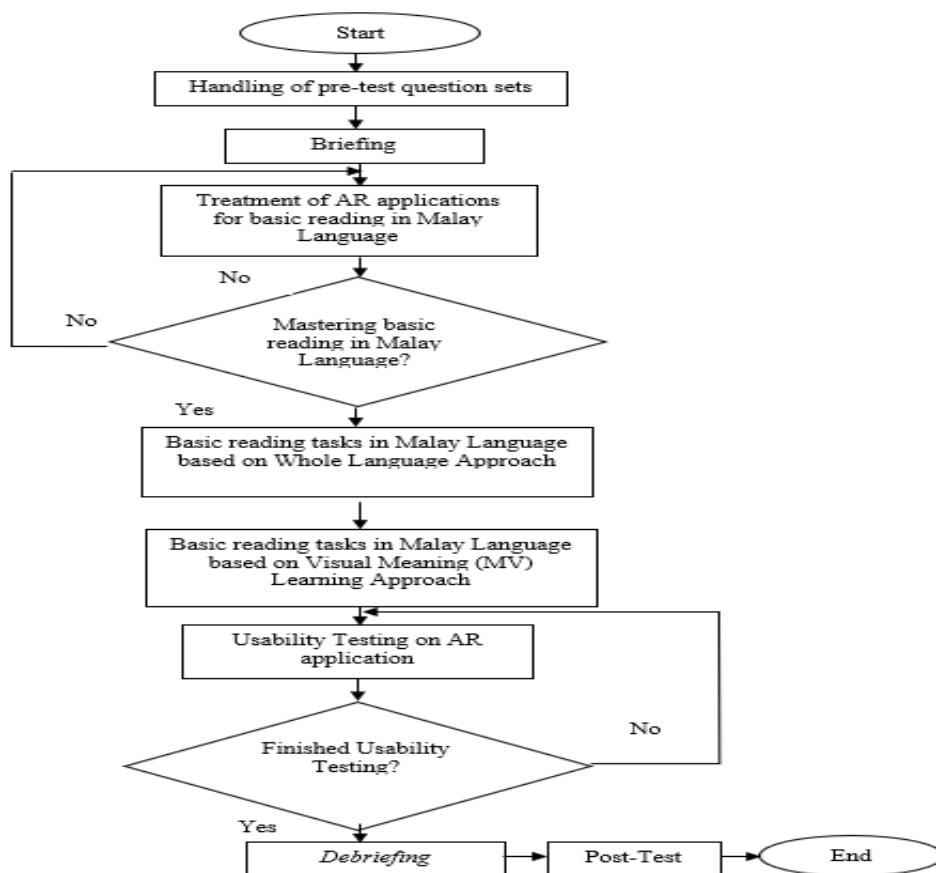 Start
Handling of pre-test question sets
Briefing
Treatment of AR applications
for basic reading in Malay
Language
No
No
Mastering basic
reading in Malay
Language?
Yes
Basic reading tasks in Malay Language
based on Whole Language Approach
Basic reading tasks in Malay Language
based on Visual Meaning (MV)
Learning Approach
Usability Testing on AR
application
No
Finished Usability
Testing?
Yes
Debriefing
Post-Test
End